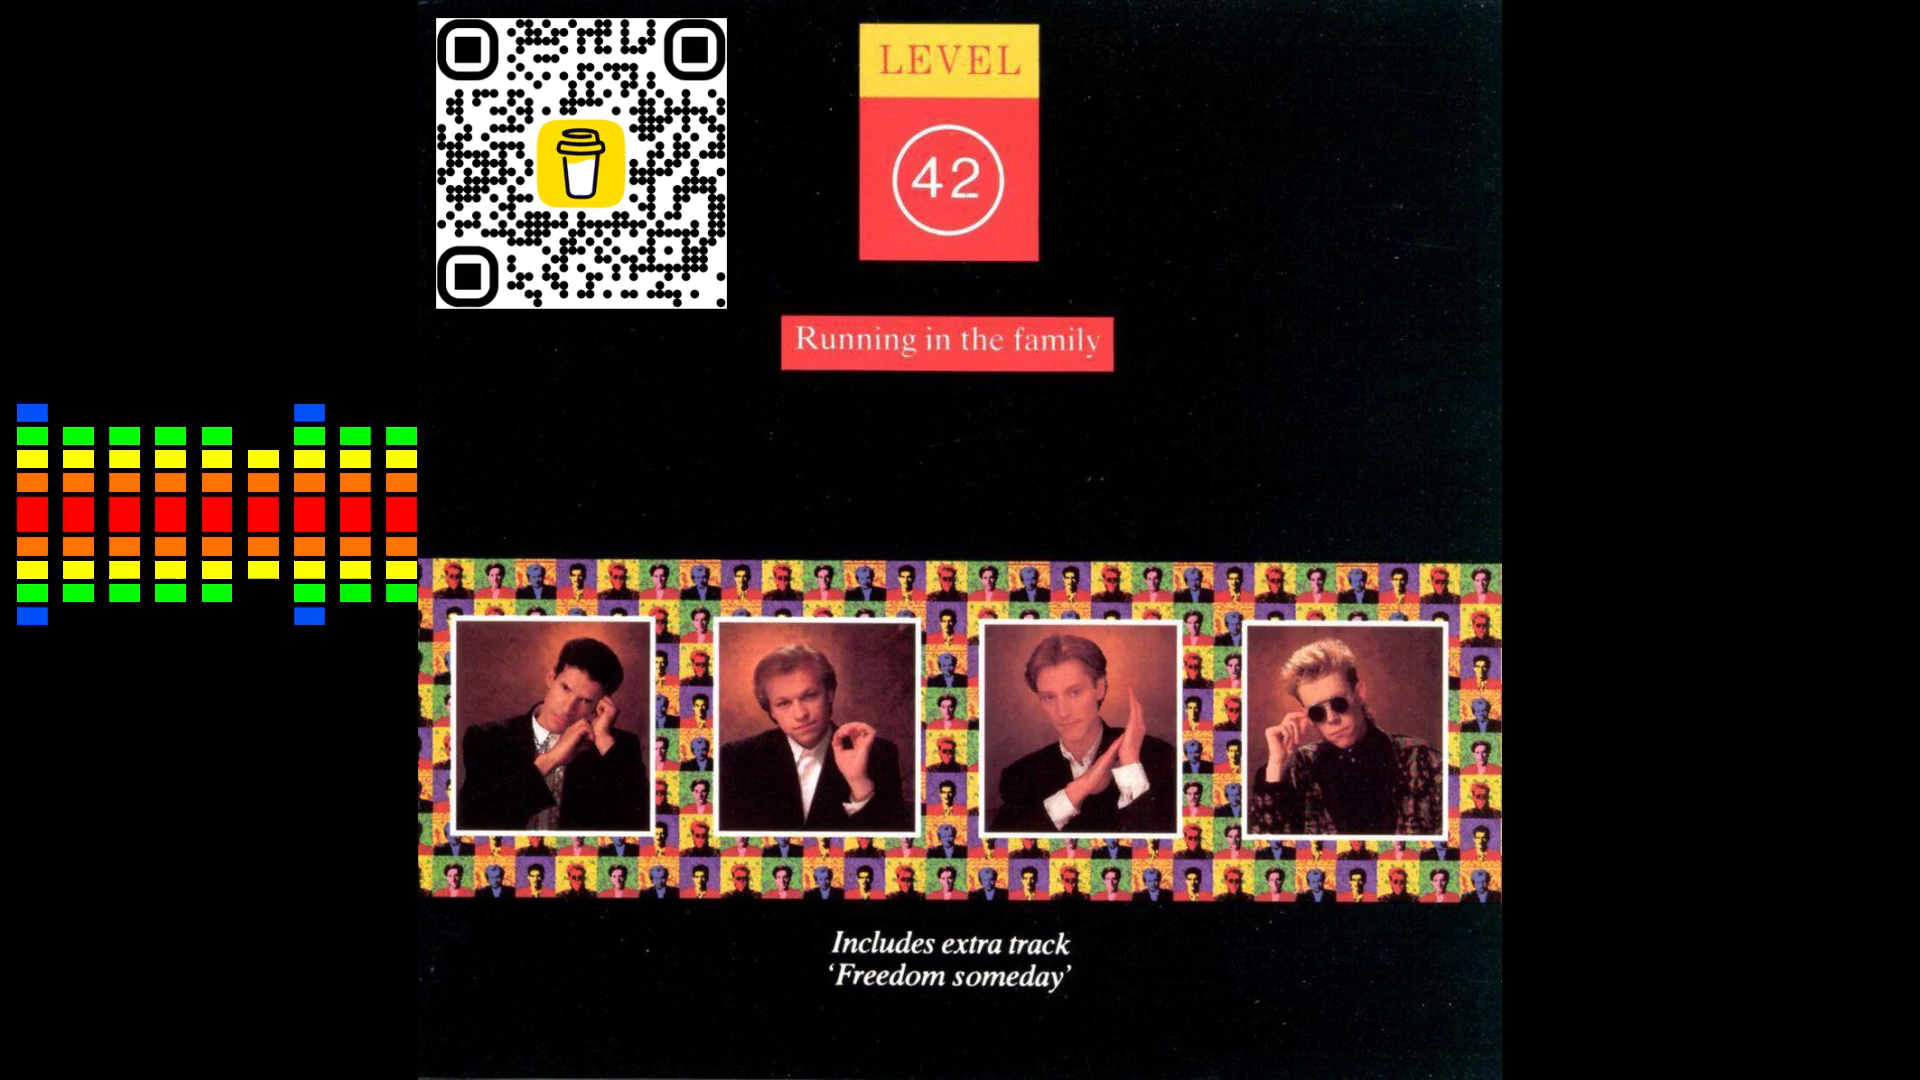 LEVEL
42
Running in the family
Includes extra track
‘Freedom someday’